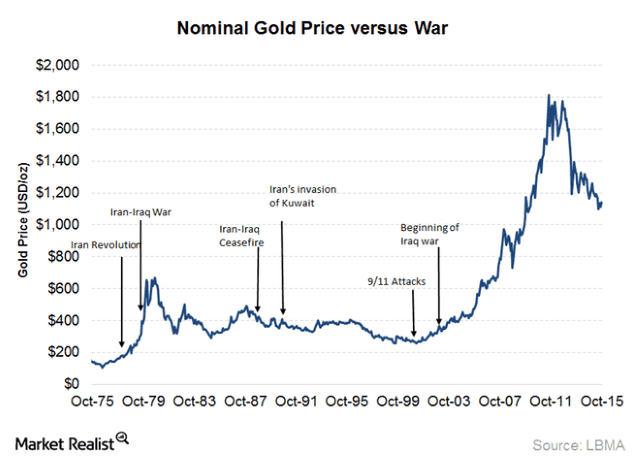 Nominal Gold Price versus War
Gold Price (USD/oz)
$2,000
$1,800
$1,600
$1,400
$1,200
$1,000
$800
$600
$400
$200
$0
Iran Revolution
Iran-Iraq War
Iran-Iraq
Ceasefire
Iran's invasion
of Kuwait
9/11 Attacks
Beginning of
Iraq war
Oct-75 Oct-79 Oct-83 Oct-87 Oct-91 Oct-95 Oct-99 Oct-03 Oct-07 Oct-11 Oct-15
Market Realist
Source: LBMA